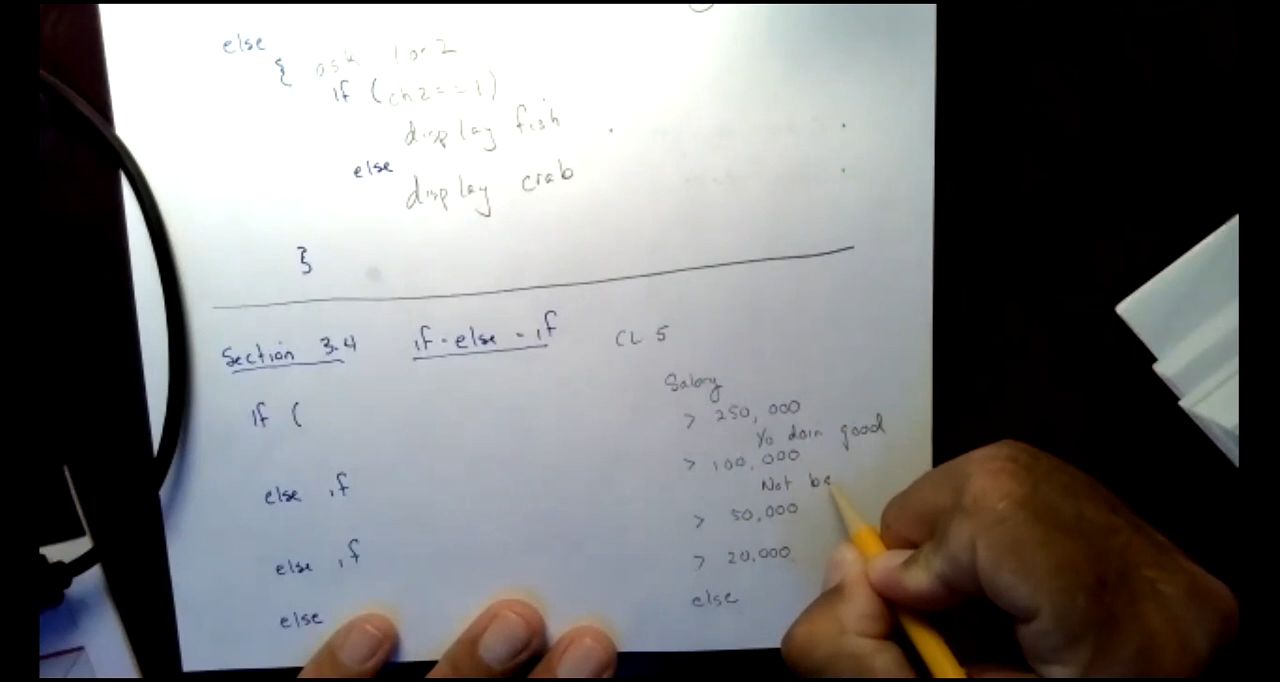 else
{ ask 1 or 2
if (ch2 == 1)
display fish
else
display crab
}
Section 3.4 if-else-if CL 5
Salary
if (
> 250,000
Yo doin good
> 100,000
Not be
else if
> 50,000
else if
> 20,000
else
else